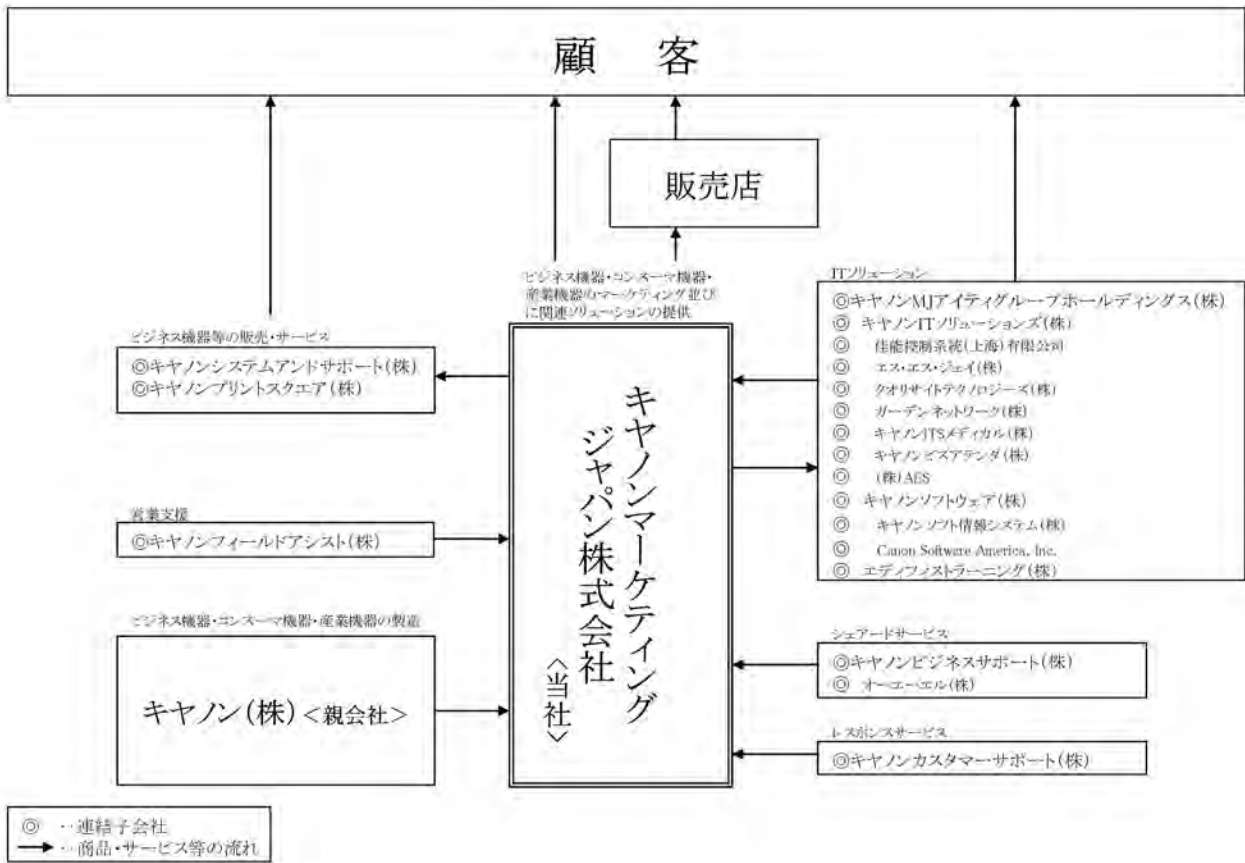 顧 客
販売店
ビジネス機器・コンスーマ機器・
産業機器のマーケティング並び
に関連ソリューションの提供
ITソリューション
◎キヤノンMJアイティグループホールディングス(株)
◎ キヤノンITソリューションズ(株)
◎ 佳能控制系統(上海)有限公司
◎ エス・エス・ジェイ(株)
◎ クオリサイトテクノロジーズ(株)
◎ ガーデンネットワーク(株)
◎ キヤノンITSメディカル(株)
◎ キヤノンビズアテンダ(株)
◎ (株)AES
◎ キヤノンソフトウェア(株)
◎ キヤノンソフト情報システム(株)
◎ Canon Software America, Inc.
◎ エディフィストラーニング(株)
ビジネス機器等の販売・サービス
◎キヤノンシステムアンドサポート(株)
◎キヤノンプリントスクエア(株)
キヤノンマーケティング
ジャパン株式会社
〈当社〉
営業支援
◎キヤノンフィールドアシスト(株)
ビジネス機器・コンスーマ機器・産業機器の製造
キヤノン(株)<親会社>
シェアードサービス
◎キヤノンビジネスサポート(株)
◎ オーエーエル(株)
レスポンスサービス
◎キヤノンカスタマーサポート(株)
◎ ‥連結子会社
→ ‥商品・サービス等の流れ